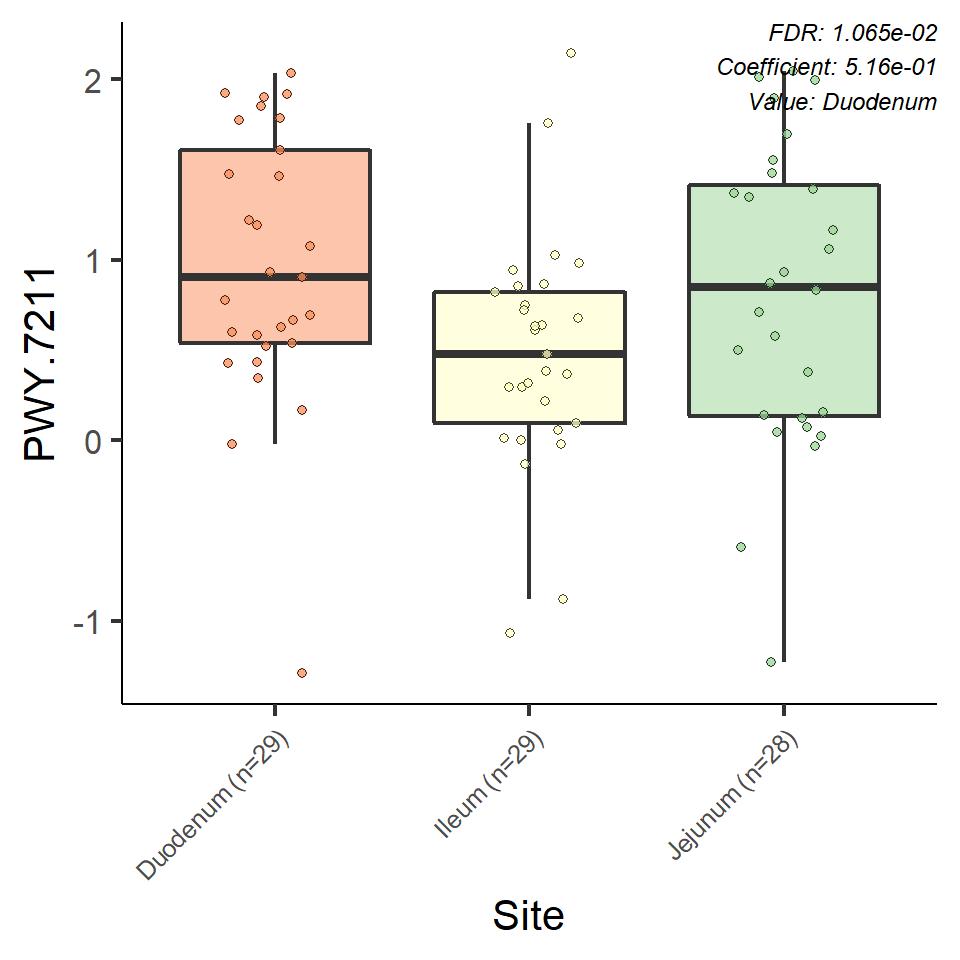 FDR: 1.065e-02
Coefficient: 5.16e-01
Value: Duodenum
PWY.7211
2
1
0
-1
Duodenum (n=29)
Ileum (n=29)
Jejunum (n=28)
Site